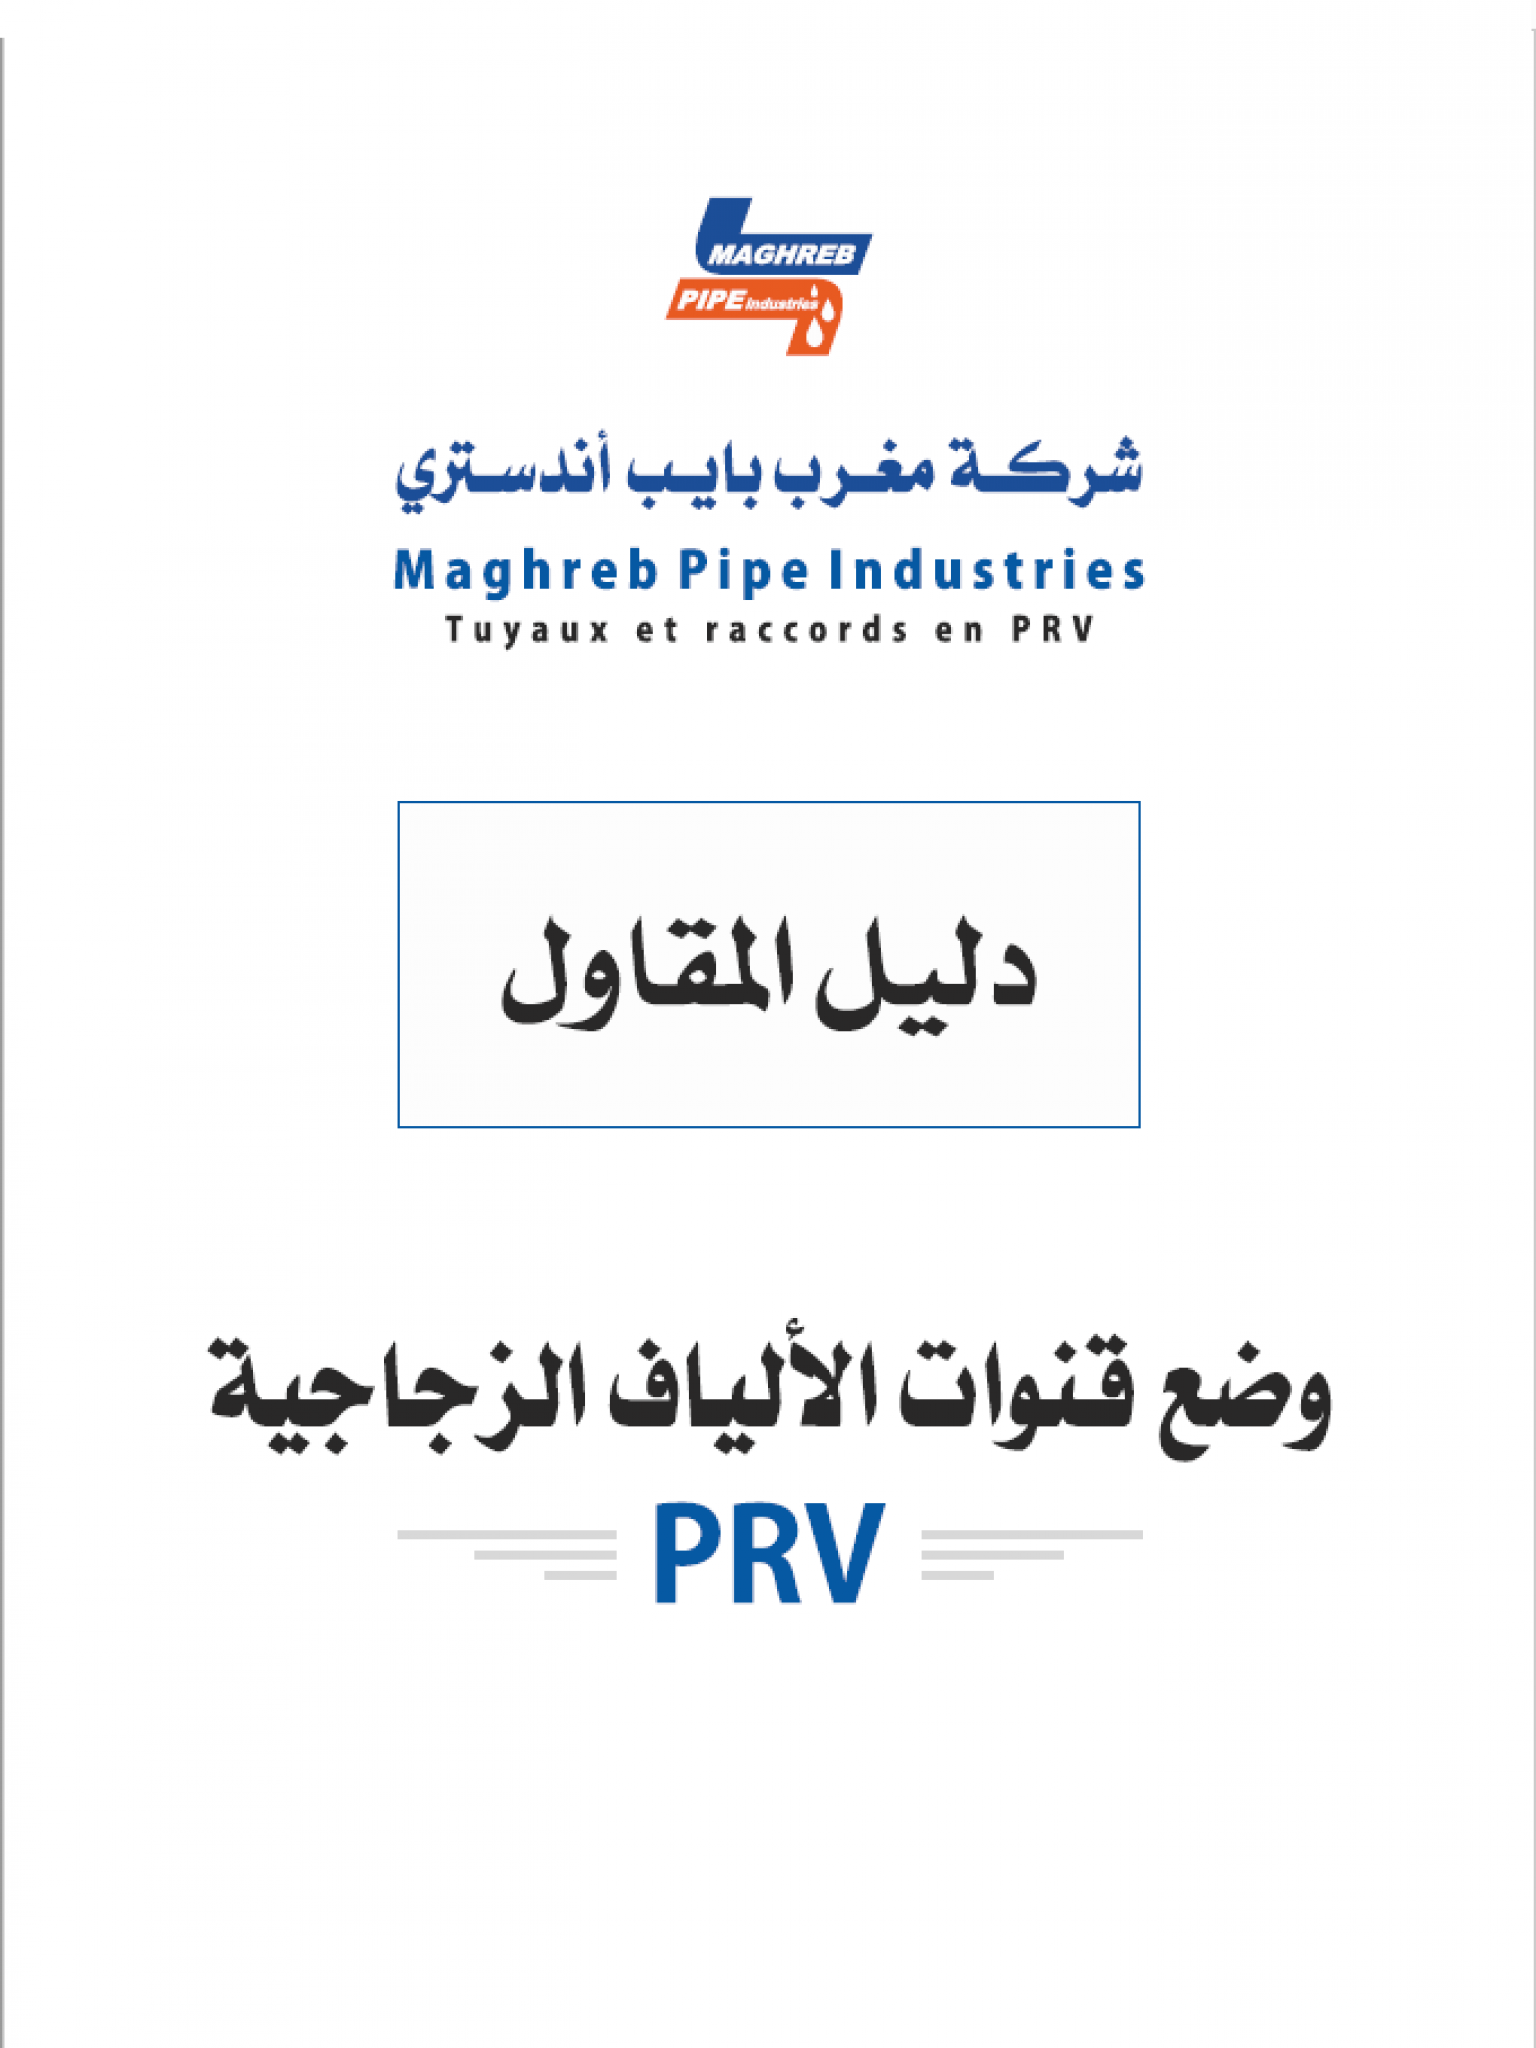 MAGHREB
PIPE Industries
شركة مغرب بايب أندستري
Maghreb Pipe Industries
Tuyaux et raccords en PRV
دليل المقاول
وضع قنوات الألياف الزجاجية
PRV